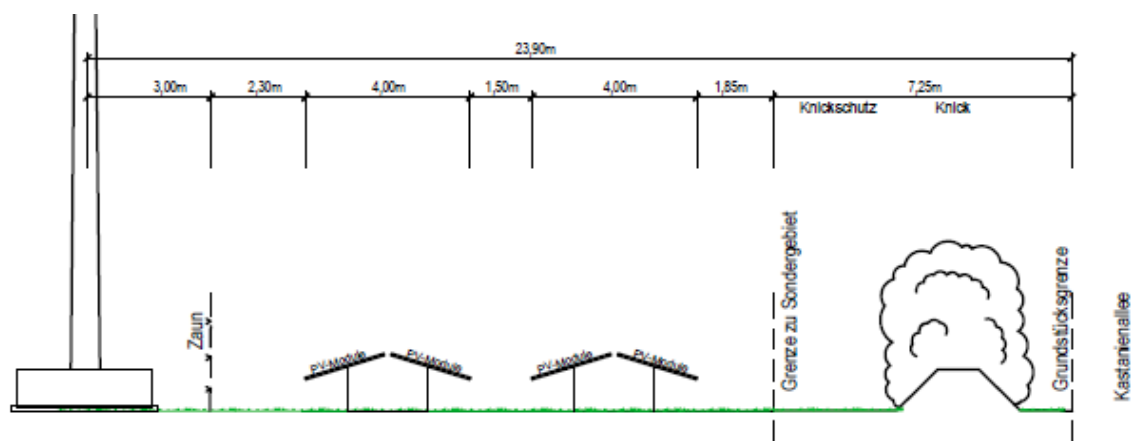 23,90m
3,00m 2,30m 4,00m 1,50m 4,00m 1,85m 7,25m
Knickschutz Knick
Zaun
PV-Module PV-Module PV-Module PV-Module
Grenze zu Sondergebiet
Grundstücksgrenze
Kastanienallee